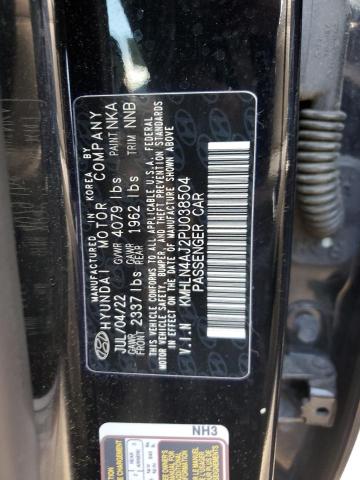 MANUFACTURED IN KOREA BY
HYUNDAI MOTOR COMPANY
JUL/04/22 GVWR 4079 lbs PAINT NKA
GAWR FRONT 2337 lbs GAWR REAR 1962 lbs TRIM NNB
THIS VEHICLE CONFORMS TO ALL APPLICABLE U.S.A. FEDERAL
MOTOR VEHICLE SAFETY, BUMPER, AND THEFT PREVENTION STANDARDS
IN EFFECT ON THE DATE OF MANUFACTURE SHOWN ABOVE.
V.I.N KMHLN4AJ2PU038504
PASSENGER CAR
NH3